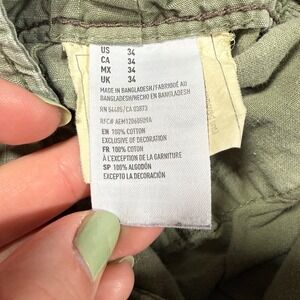 US 34
CA 34
MX 34
UK 34
MADE IN BANGLADESH/FABRIQUÉ AU
BANGLADESH/HECHO EN BANGLADESH
RN 54485/CA 03873
RFC# AEM1206050YA
EN 100% COTTON
EXCLUSIVE OF DECORATION
FR 100% COTON
À L'EXCEPTION DE LA GARNITURE
SP 100% ALGODÓN
EXCEPTO LA DECORACIÓN